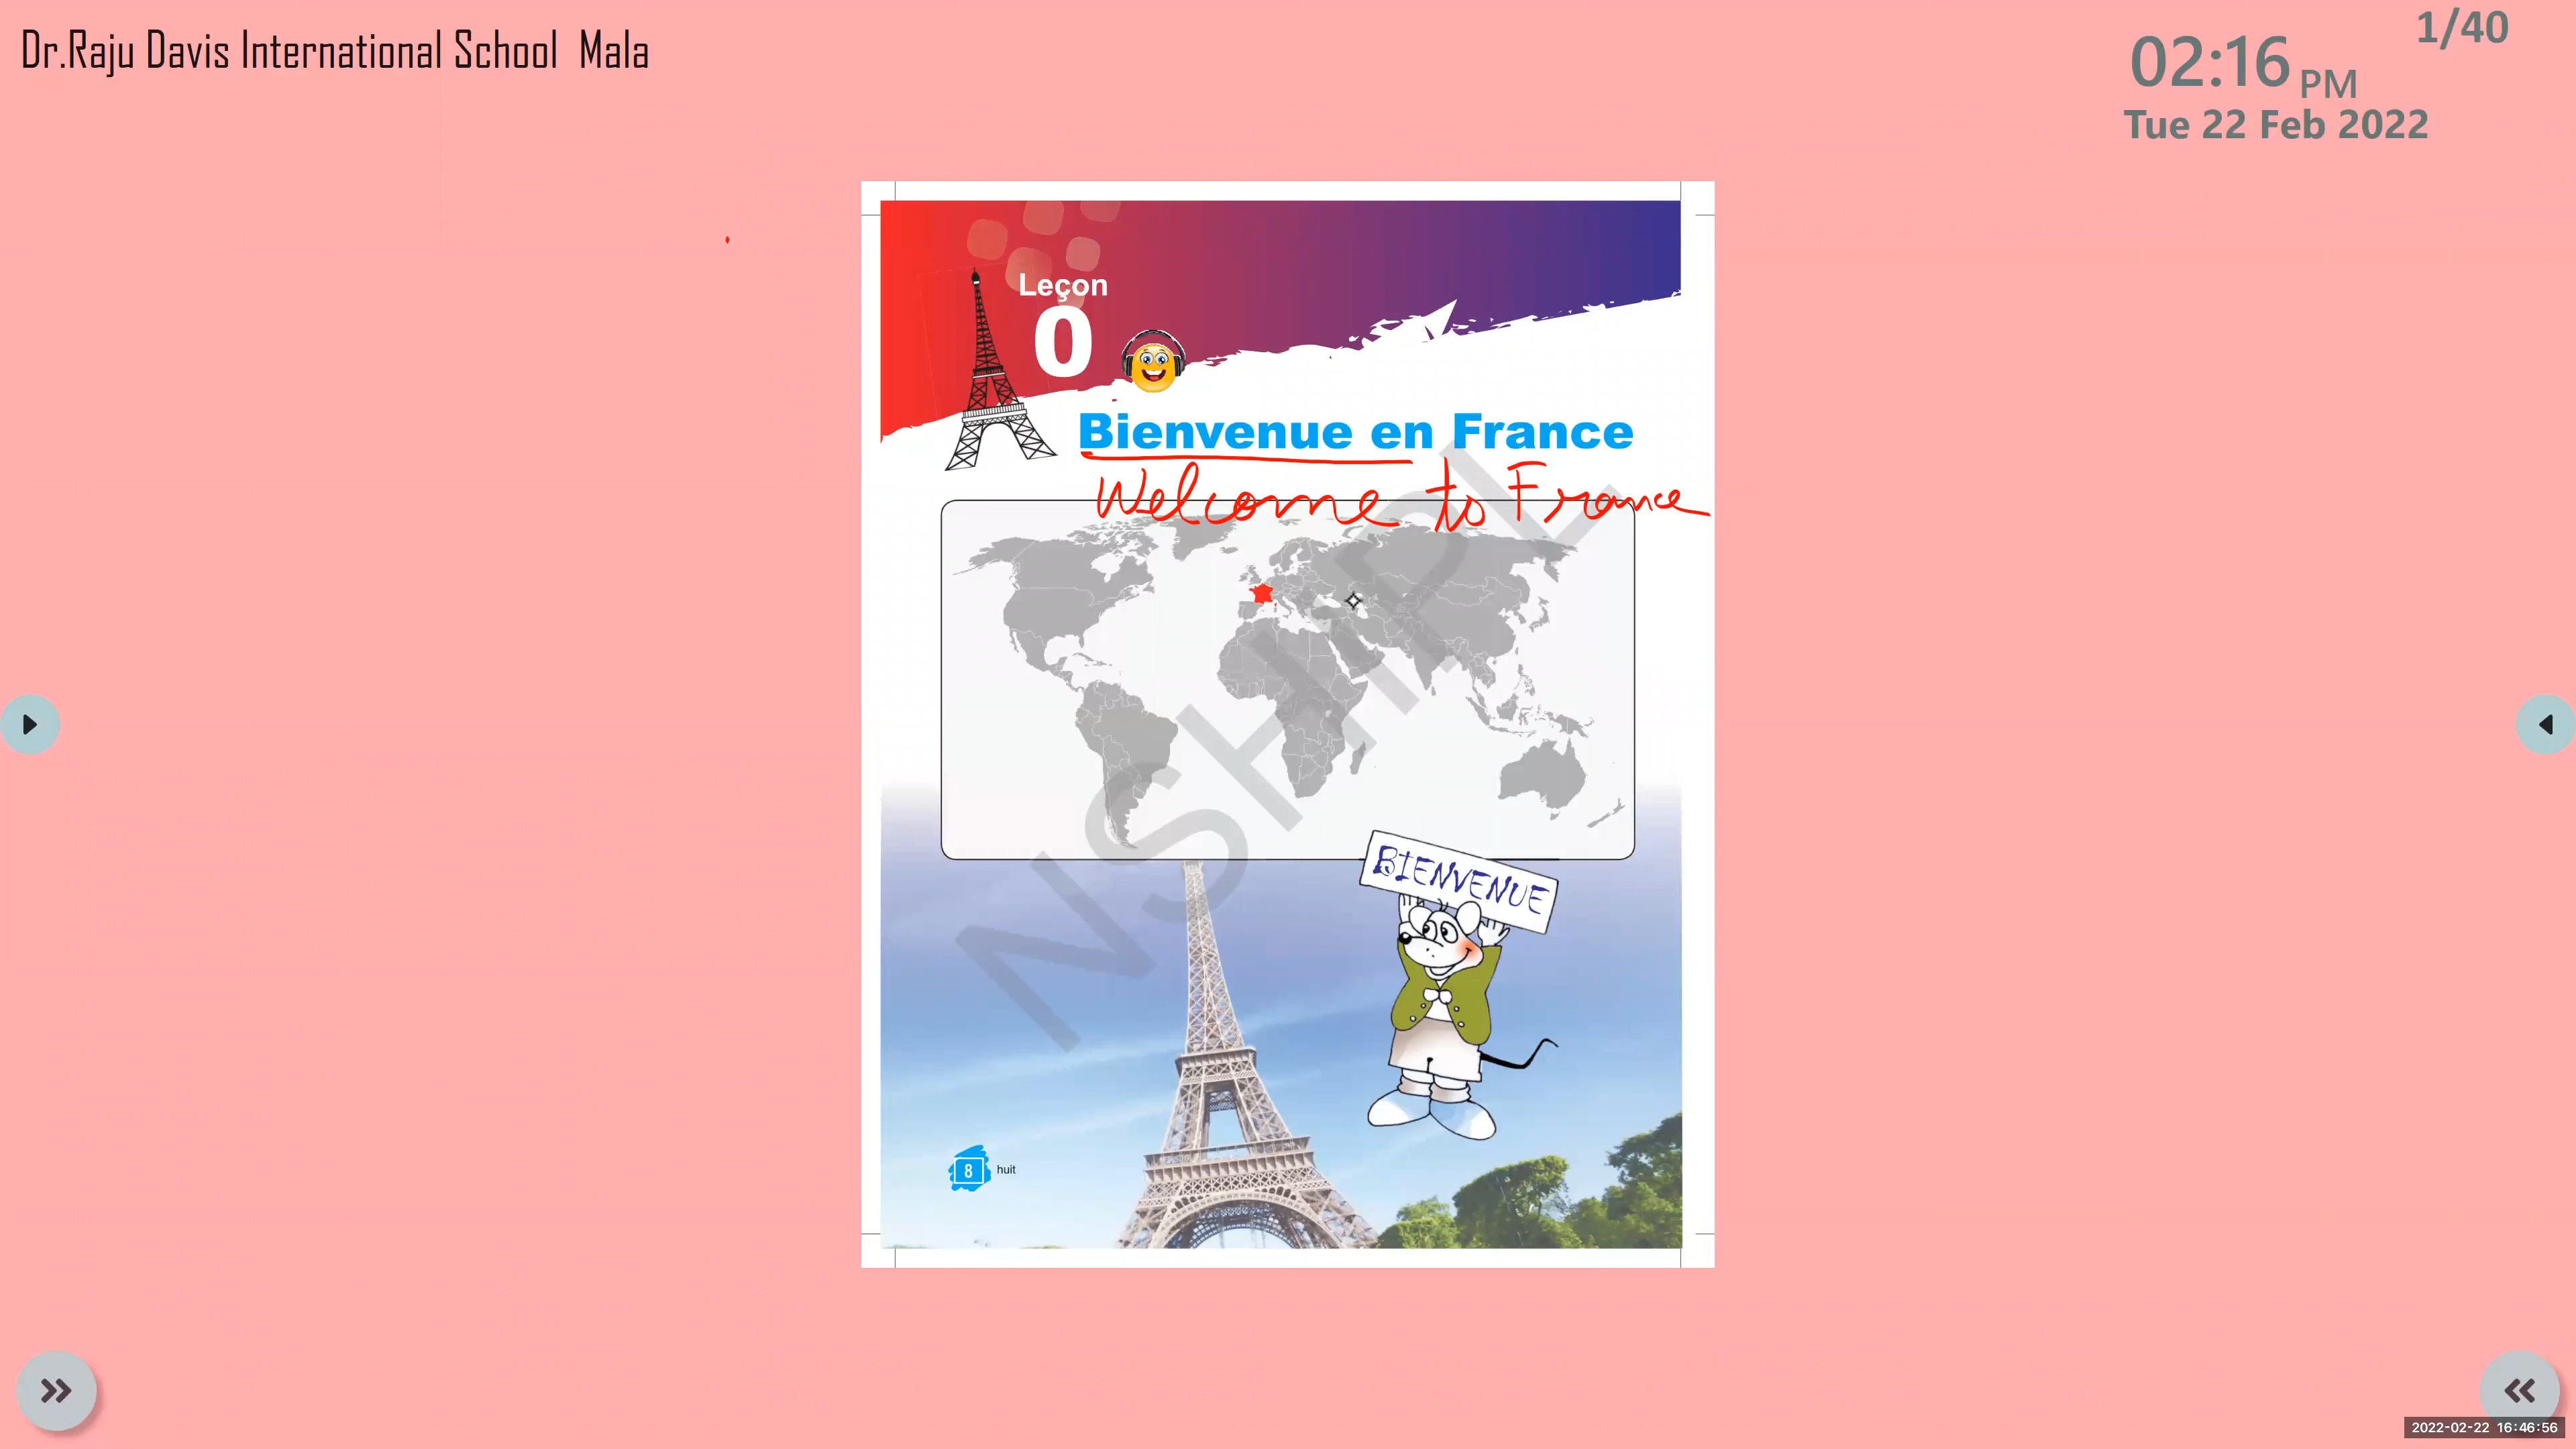 Dr.Raju Davis International School Mala
1/40
02:16 PM
Tue 22 Feb 2022
Leçon
0
Bienvenue en France
Welcome to France
BIENVENUE
NSHPL
8 huit
2022-02-22 16:46:56